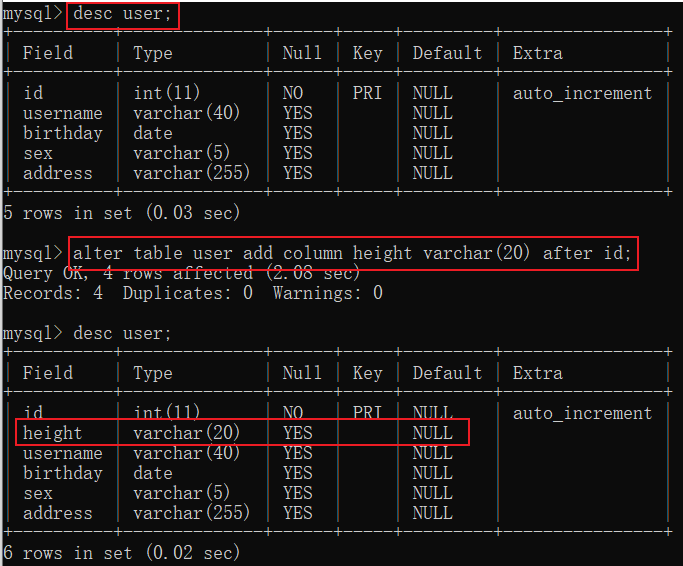 mysql> desc user;
+----------+--------------+------+-----+---------+----------------+
| Field    | Type         | Null | Key | Default | Extra          |
+----------+--------------+------+-----+---------+----------------+
| id       | int(11)      | NO   | PRI | NULL    | auto_increment |
| username | varchar(40)  | YES  |     | NULL    |                |
| birthday | date         | YES  |     | NULL    |                |
| sex      | varchar(5)   | YES  |     | NULL    |                |
| address  | varchar(255) | YES  |     | NULL    |                |
+----------+--------------+------+-----+---------+----------------+
5 rows in set (0.03 sec)
mysql> alter table user add column height varchar(20) after id;
Query OK, 4 rows affected (2.08 sec)
Records: 4  Duplicates: 0  Warnings: 0
mysql> desc user;
+----------+--------------+------+-----+---------+----------------+
| Field    | Type         | Null | Key | Default | Extra          |
+----------+--------------+------+-----+---------+----------------+
| id       | int(11)      | NO   | PRI | NULL    | auto_increment |
| height   | varchar(20)  | YES  |     | NULL    |                |
| username | varchar(40)  | YES  |     | NULL    |                |
| birthday | date         | YES  |     | NULL    |                |
| sex      | varchar(5)   | YES  |     | NULL    |                |
| address  | varchar(255) | YES  |     | NULL    |                |
+----------+--------------+------+-----+---------+----------------+
6 rows in set (0.02 sec)